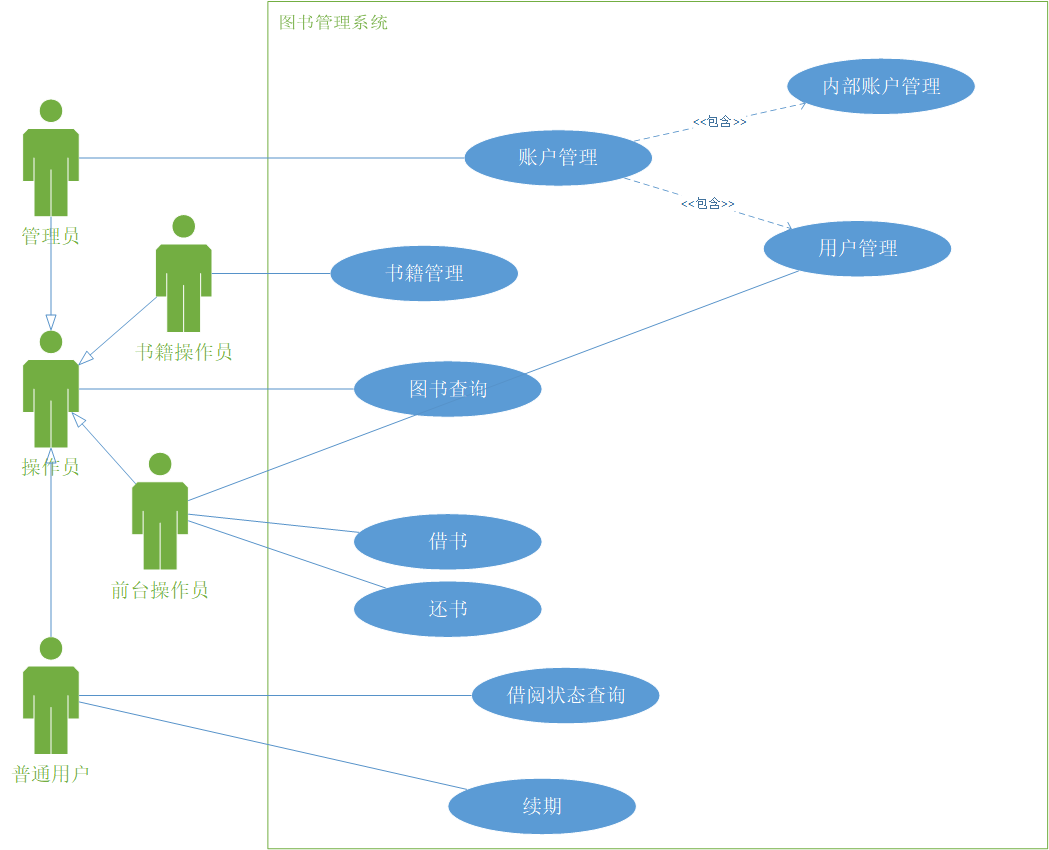 图书管理系统
内部账户管理
<<包含>>
账户管理
<<包含>>
管理员
用户管理
书籍管理
书籍操作员
图书查询
操作员
借书
前台操作员
还书
借阅状态查询
普通用户
续期